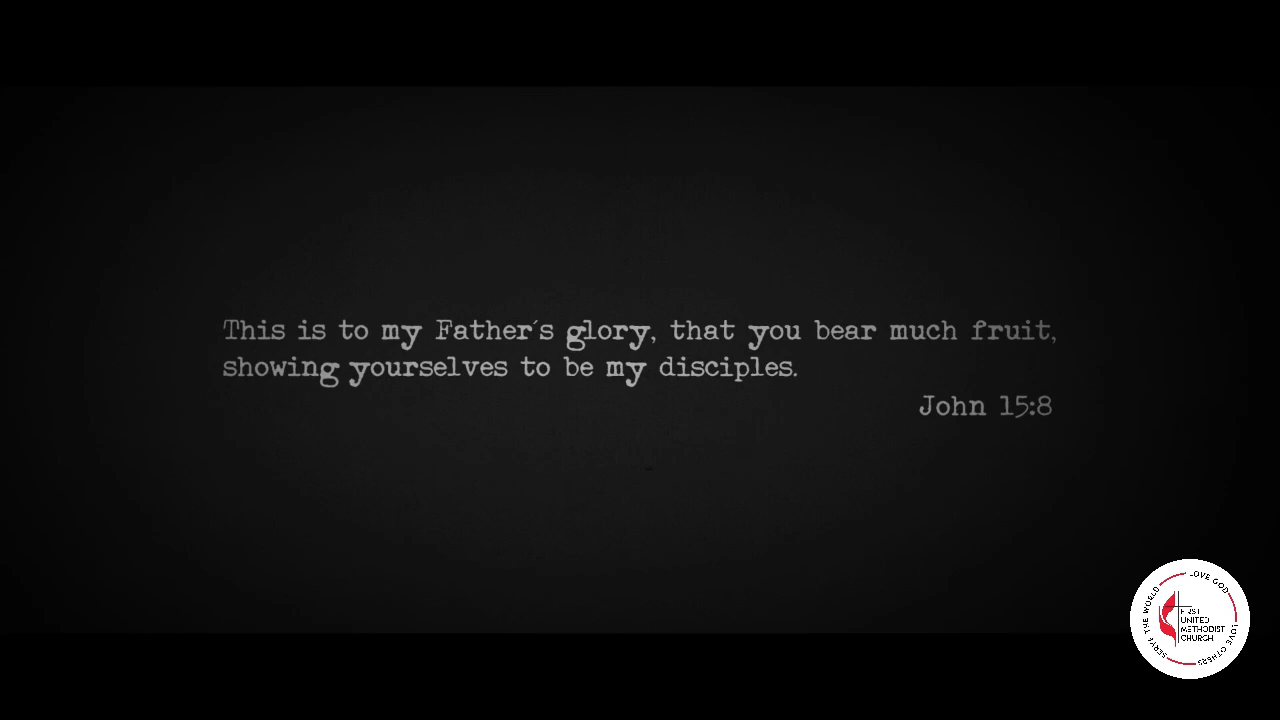 This is to my Father's glory, that you bear much fruit,
showing yourselves to be my disciples.
John 15:8
LOVE GOD
LOVE OTHERS
SERVE THE WORLD
FIRST
UNITED
METHODIST
CHURCH